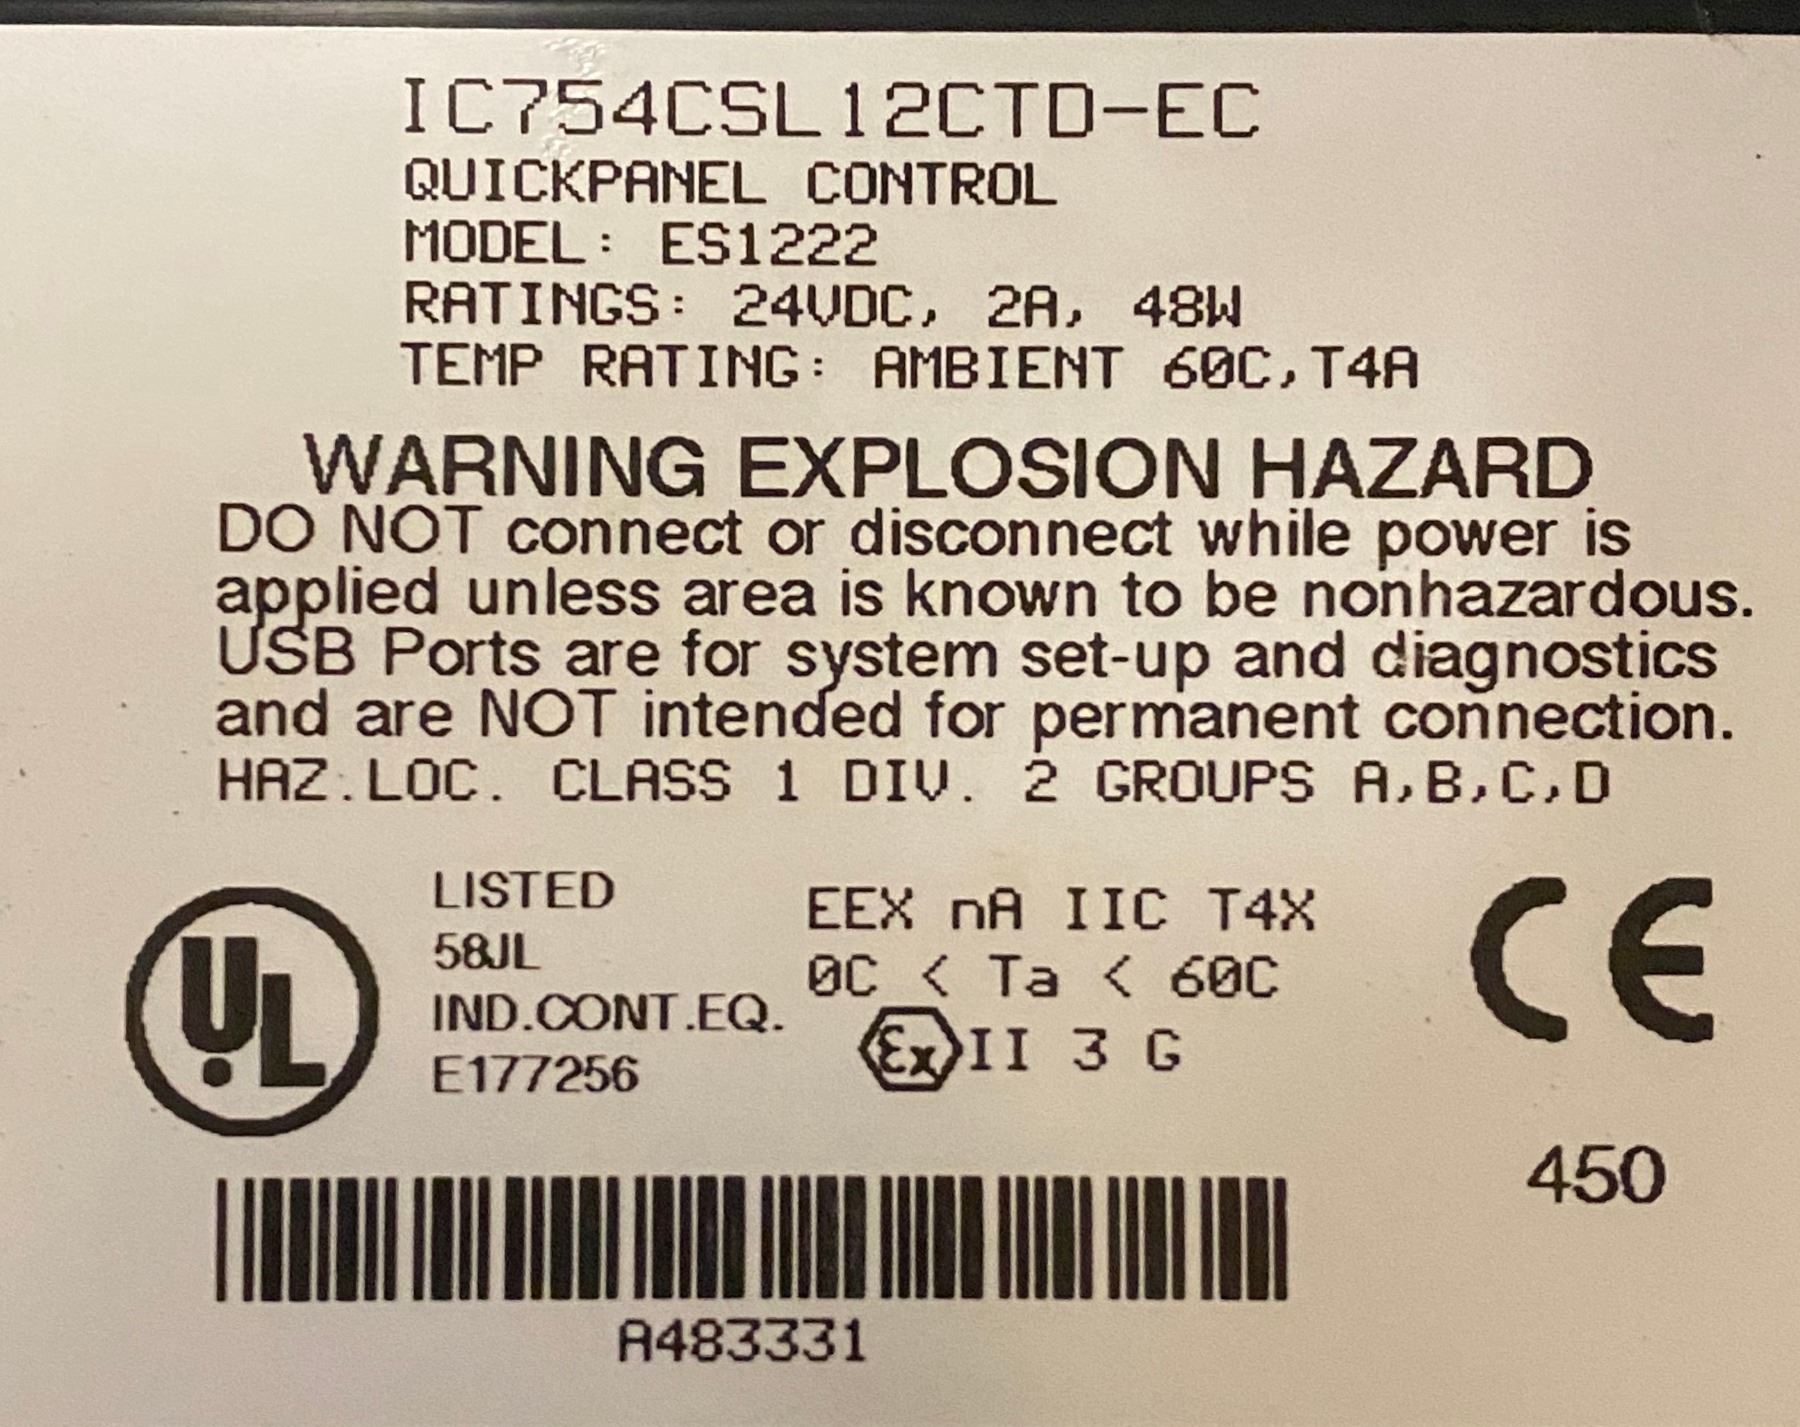 IC754CSL12CTD-EC
QUICKPANEL CONTROL
MODEL: ES1222
RATINGS: 24VDC, 2A, 48W
TEMP RATING: AMBIENT 60C,T4A
WARNING EXPLOSION HAZARD
DO NOT connect or disconnect while power is
applied unless area is known to be nonhazardous.
USB Ports are for system set-up and diagnostics
and are NOT intended for permanent connection.
HAZ.LOC. CLASS 1 DIV. 2 GROUPS A,B,C,D
UL
LISTED
58JL
IND.CONT.EQ.
E177256
EEX nA IIC T4X
0C < Ta < 60C
Ex II 3 G
CE
450
A483331